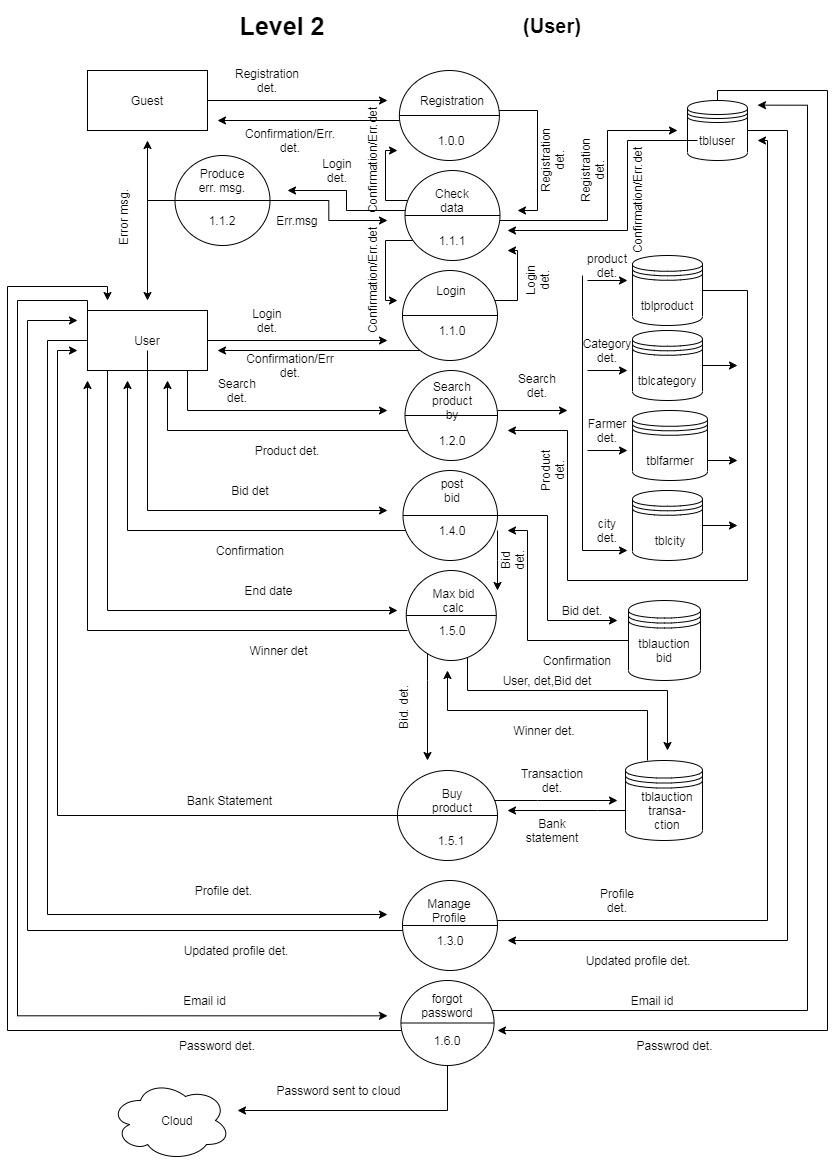 Level 2
(User)
Guest
Registration
det.
Confirmation/Err.
det.
Registration
1.0.0
Registration
det.
Registration
det.
Confirmation/Err.det
tbluser
Produce
err. msg.
1.1.2
Error msg.
Login
det.
Err.msg
Confirmation/Err.det
Check
data
1.1.1
Confirmation/Err.det
Login
1.1.0
Login
det.
User
Login
det.
Confirmation/Err
det.
Search
det.
Product det.
Search
product
by
1.2.0
Search
det.
Product
det.
product
det.
tblproduct
Category
det.
tblcategory
Farmer
det.
tblfarmer
city
det.
tblcity
Bid det
Confirmation
post
bid
1.4.0
Bid
det.
End date
Winner det
Max bid
calc
1.5.0
Bid det.
Confirmation
tblauction
bid
User, det,Bid det
Winner det.
Bid. det.
Bank Statement
Buy
product
1.5.1
Transaction
det.
Bank
statement
tblauction
transa-
ction
Profile det.
Updated profile det.
Manage
Profile
1.3.0
Profile
det.
Updated profile det.
Email id
Password det.
forgot
password
1.6.0
Email id
Passwrod det.
Password sent to cloud
Cloud